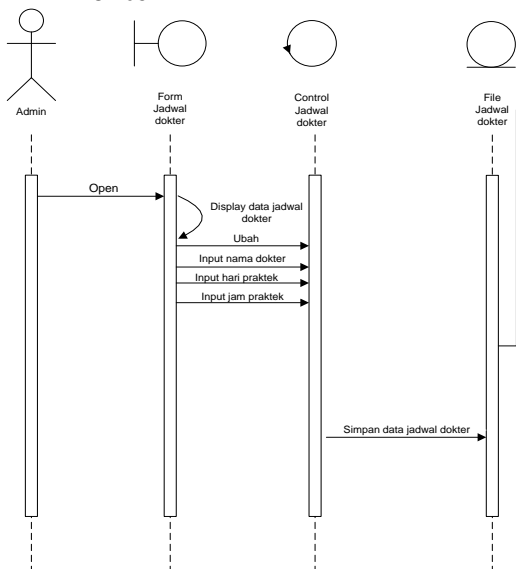 Admin
Form
Jadwal
dokter
Control
Jadwal
dokter
File
Jadwal
dokter
Open
Display data jadwal
dokter
Ubah
Input nama dokter
Input hari praktek
Input jam praktek
Simpan data jadwal dokter